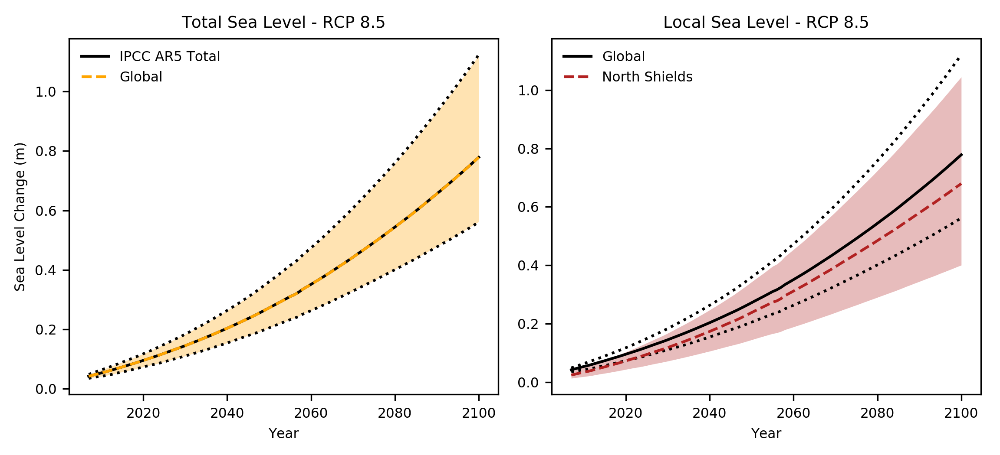 Total Sea Level - RCP 8.5
IPCC AR5 Total
Global
Sea Level Change (m)
1.0
0.8
0.6
0.4
0.2
0.0
2020 2040 2060 2080 2100
Year
Local Sea Level - RCP 8.5
Global
North Shields
1.0
0.8
0.6
0.4
0.2
0.0
2020 2040 2060 2080 2100
Year